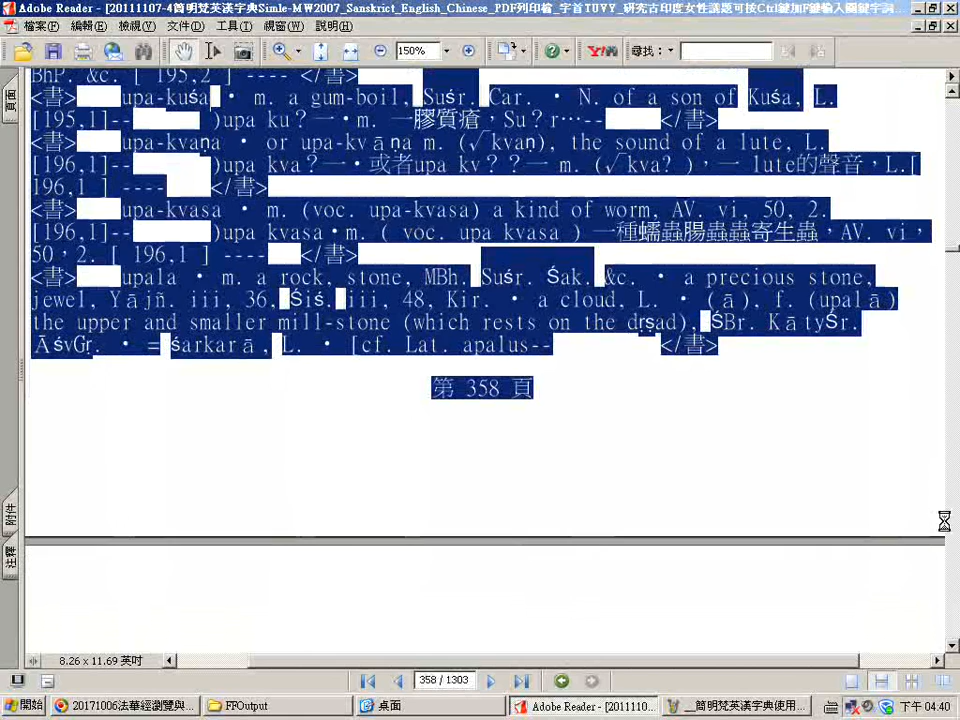 Adobe Reader - [20111107-4簡明梵英漢字典Simle-MW2007_Sanskrict_English_Chinese_PDF列印檔_字首TUVY_研究古印度女性議題可按Ctrl鍵加F鍵輸入關鍵字詞...
檔案(F) 編輯(E) 檢視(V) 文件(D) 工具(T) 視窗(W) 說明(H)
150% Y! 尋找:
頁面
BhP. &c. [ 195,2 ] ---- </書>
<書> upa-kuśa • m. a gum-boil, Suśr. Car. • N. of a son of Kuśa, L.
[195,1]-- )upa ku？一•m. 一膠質瘡，Su？r…-- </書>
<書> upa-kvaṇa • or upa-kvāṇa m. (√kvaṇ), the sound of a lute, L.
[196,1]-- )upa kva？一•或者upa kv？？一 m. (√kva? )，一 lute的聲音，L.[
196,1 ] ---- </書>
<書> upa-kvasa • m. (voc. upa-kvasa) a kind of worm, AV. vi, 50, 2.
[196,1]-- )upa kvasa•m. ( voc. upa kvasa ) 一種蠕蟲腸蟲蟲寄生蟲，AV. vi，
50，2. [ 196,1 ] ---- </書>
<書> upala • m. a rock, stone, MBh. Suśr. Śak. &c. • a precious stone,
jewel, Yājñ. iii, 36, Śiś. iii, 48, Kir. • a cloud, L. • (ā), f. (upalā)
the upper and smaller mill-stone (which rests on the dṛṣad), ŚBr. KātyŚr.
ĀśvGṛ. • = śarkarā, L. • [cf. Lat. apalus-- </書>
第 358 頁
附件
注釋
8.26 x 11.69 英吋
358 / 1303
開始 20171006法華經瀏覽與... FFOutput 桌面 Adobe Reader - [2011110... __簡明梵英漢字典使用... 下午 04:40